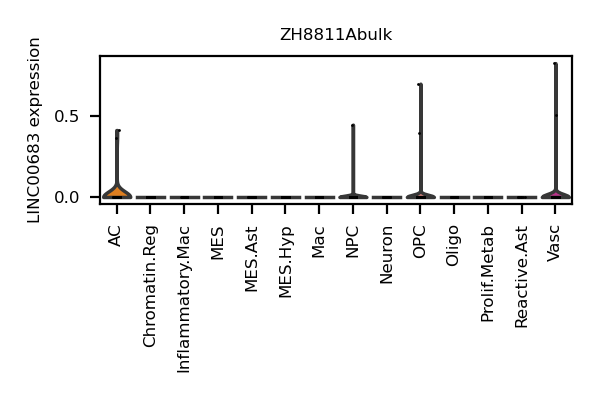 ZH8811Abulk
LINC00683 expression
0.5
0.0
AC
Chromatin.Reg
Inflammatory.Mac
MES
MES.Ast
MES.Hyp
Mac
NPC
Neuron
OPC
Oligo
Prolif.Metab
Reactive.Ast
Vasc